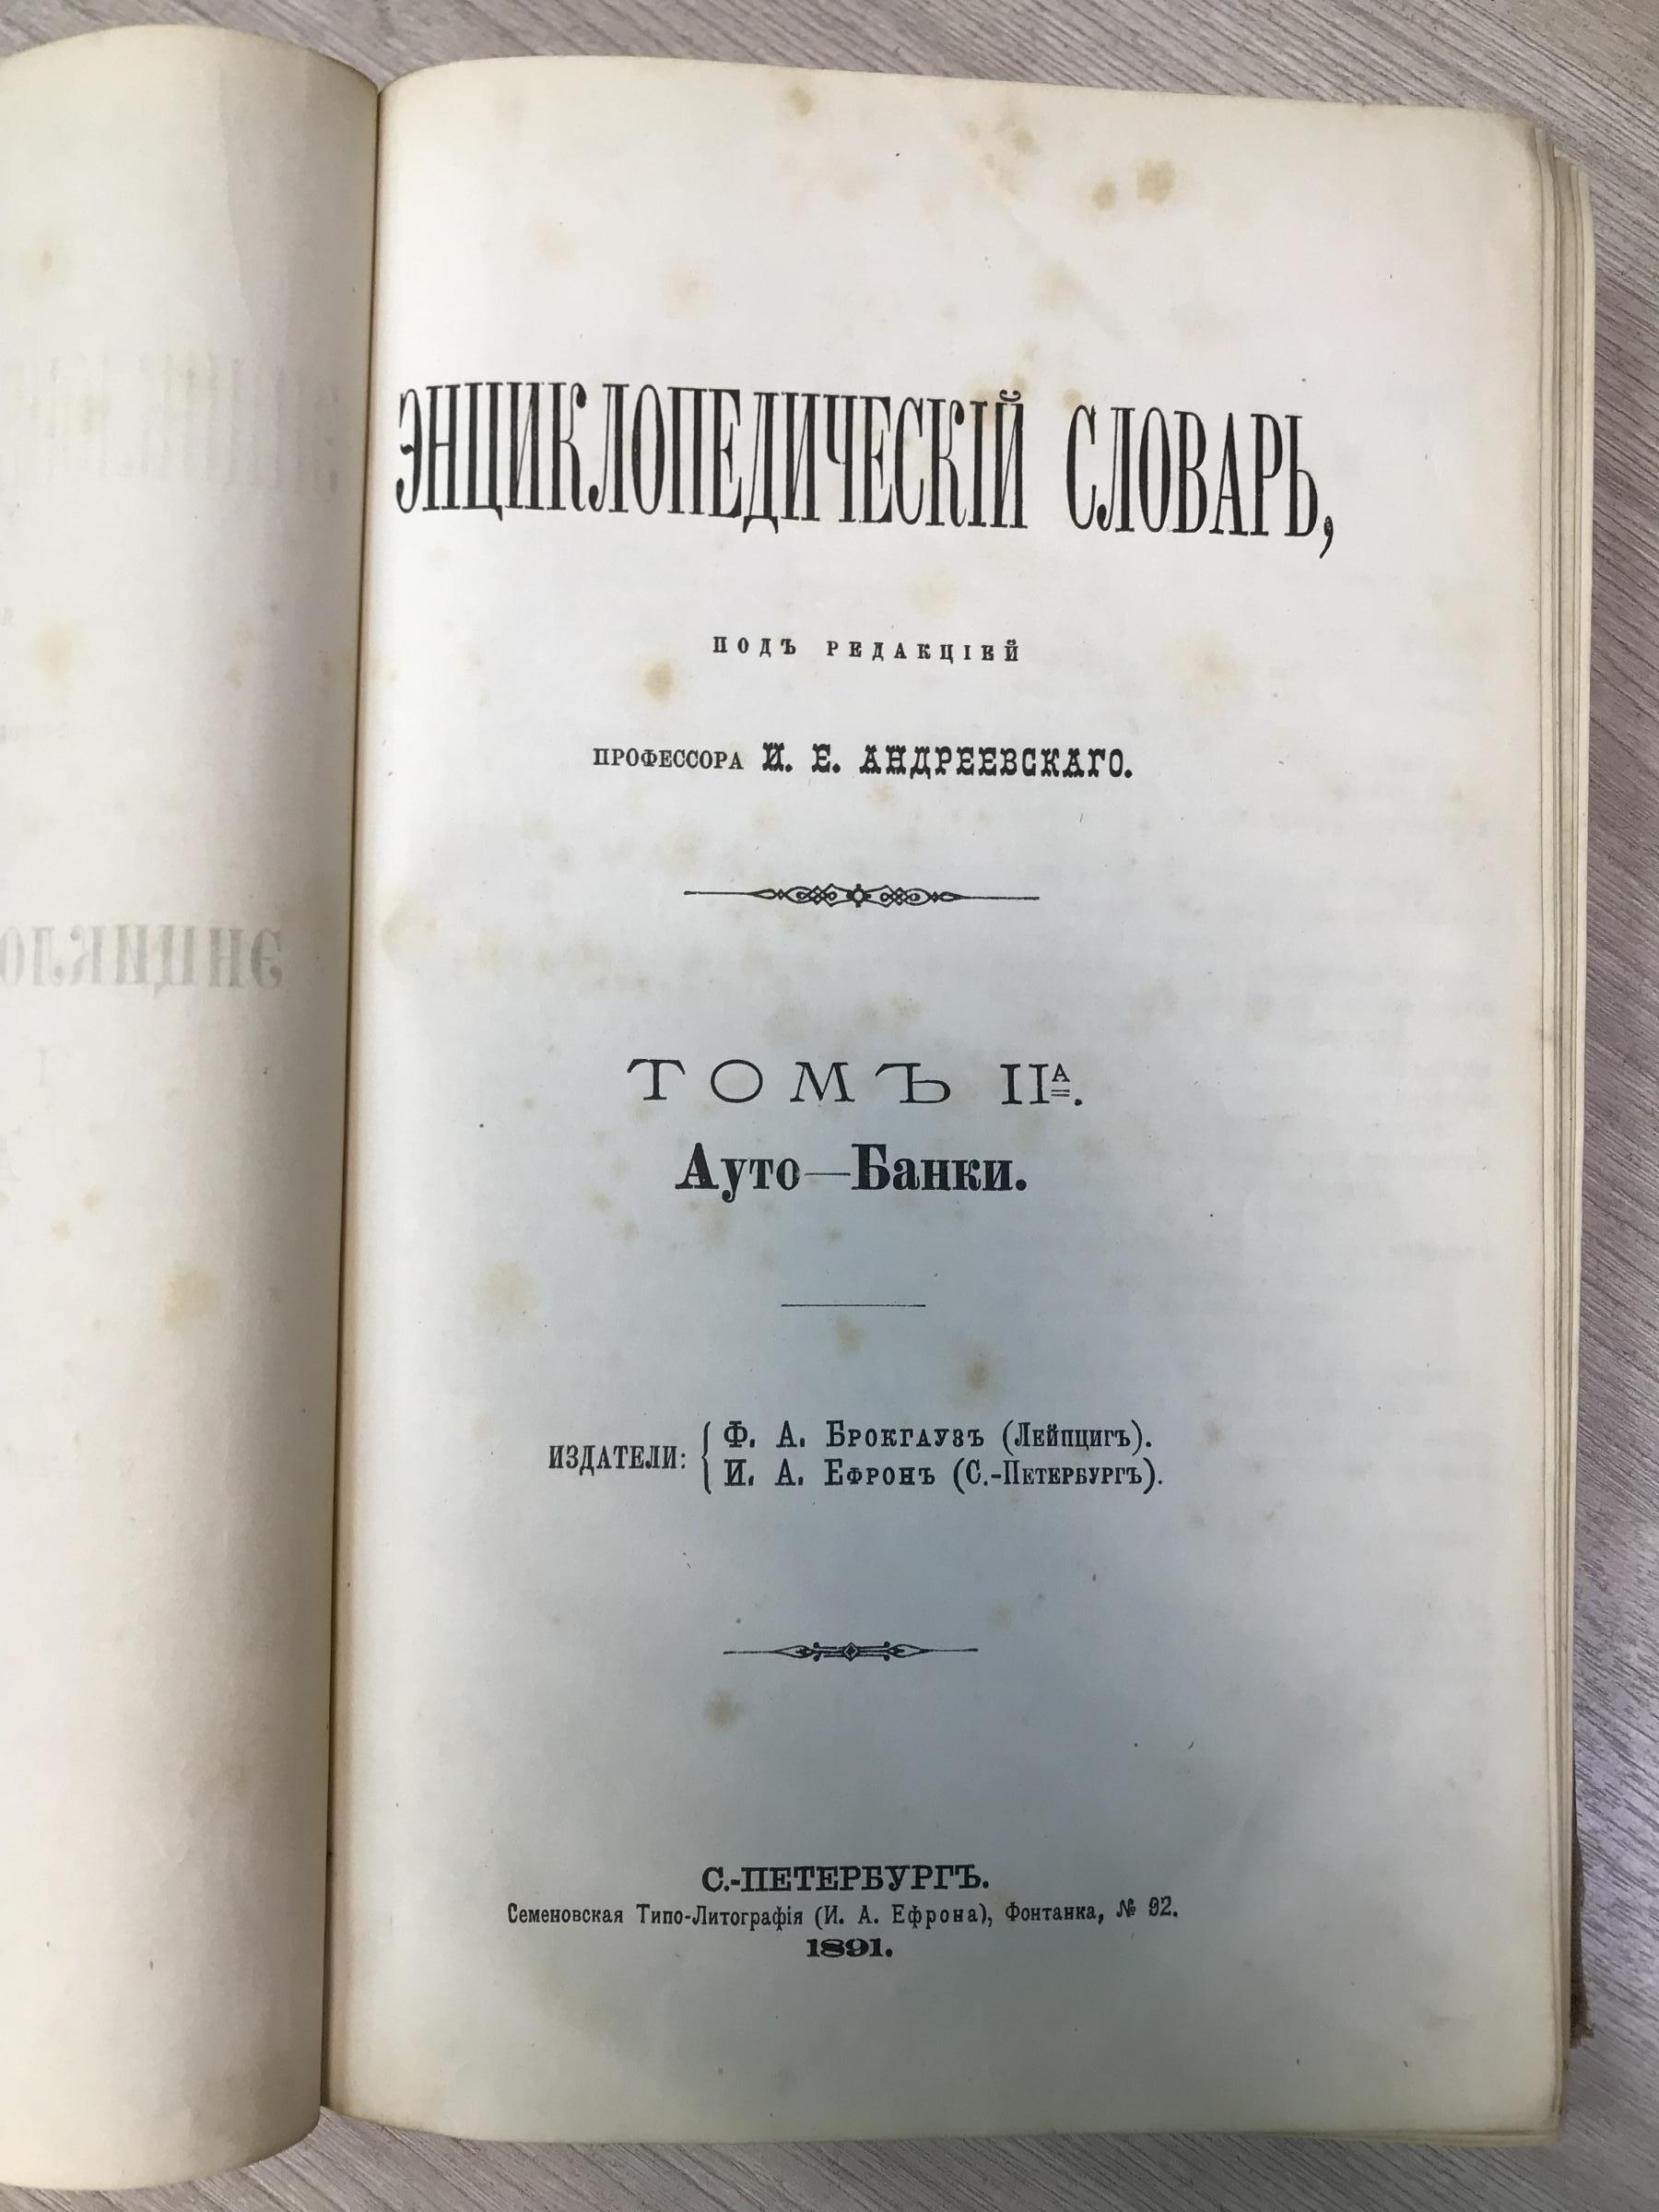 ЭНЦИКЛОПЕДИЧЕСКІЙ СЛОВАРЬ,
ПОДЪ РЕДАКЦІЕЙ
ПРОФЕССОРА И. Е. АНДРЕЕВСКАГО.
ТОМЪ IIА.
Ауто—Банки.
ИЗДАТЕЛИ: { Ф. А. БРОКГАУЗЪ (ЛЕЙПЦИГЪ).
И. А. ЕФРОНЪ (С.-ПЕТЕРБУРГЪ).
С.-ПЕТЕРБУРГЪ.
Семеновская Типо-Литографія (И. А. Ефрона), Фонтанка, № 92.
1891.